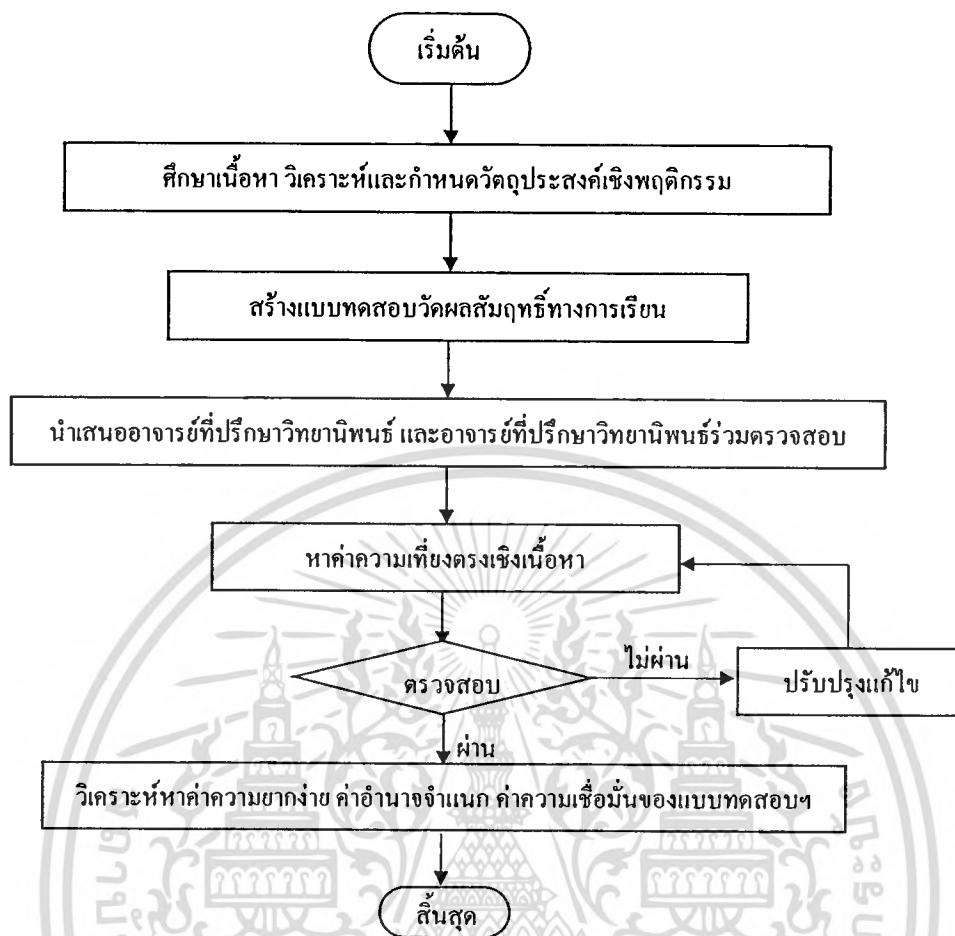 เริ่มต้น
ศึกษาเนื้อหา วิเคราะห์และกำหนดวัตถุประสงค์เชิงพฤติกรรม
สร้างแบบทดสอบวัดผลสัมฤทธิ์ทางการเรียน
นำเสนออาจารย์ที่ปรึกษาวิทยานิพนธ์ และอาจารย์ที่ปรึกษาวิทยานิพนธ์ร่วมตรวจสอบ
หาค่าความเที่ยงตรงเชิงเนื้อหา
ตรวจสอบ
ไม่ผ่าน
ปรับปรุงแก้ไข
ผ่าน
วิเคราะห์หาค่าความยากง่าย ค่าอำนาจจำแนก ค่าความเชื่อมั่นของแบบทดสอบฯ
สิ้นสุด